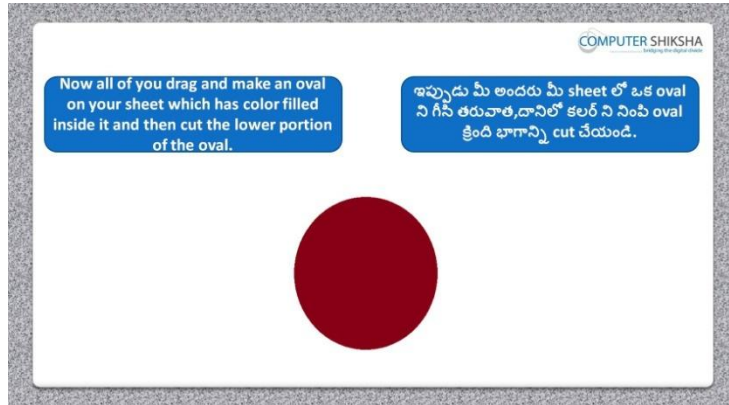 COMPUTER SHIKSHA
bridging the digital divide
Now all of you drag and make an oval
on your sheet which has color filled
inside it and then cut the lower portion
of the oval.
ఇప్పుడు మీ అందరు మీ sheet లో ఒక oval
ని గీసి తరువాత,దానిలో కలర్ ని నింపి oval
క్రింది భాగాన్ని cut చేయండి.